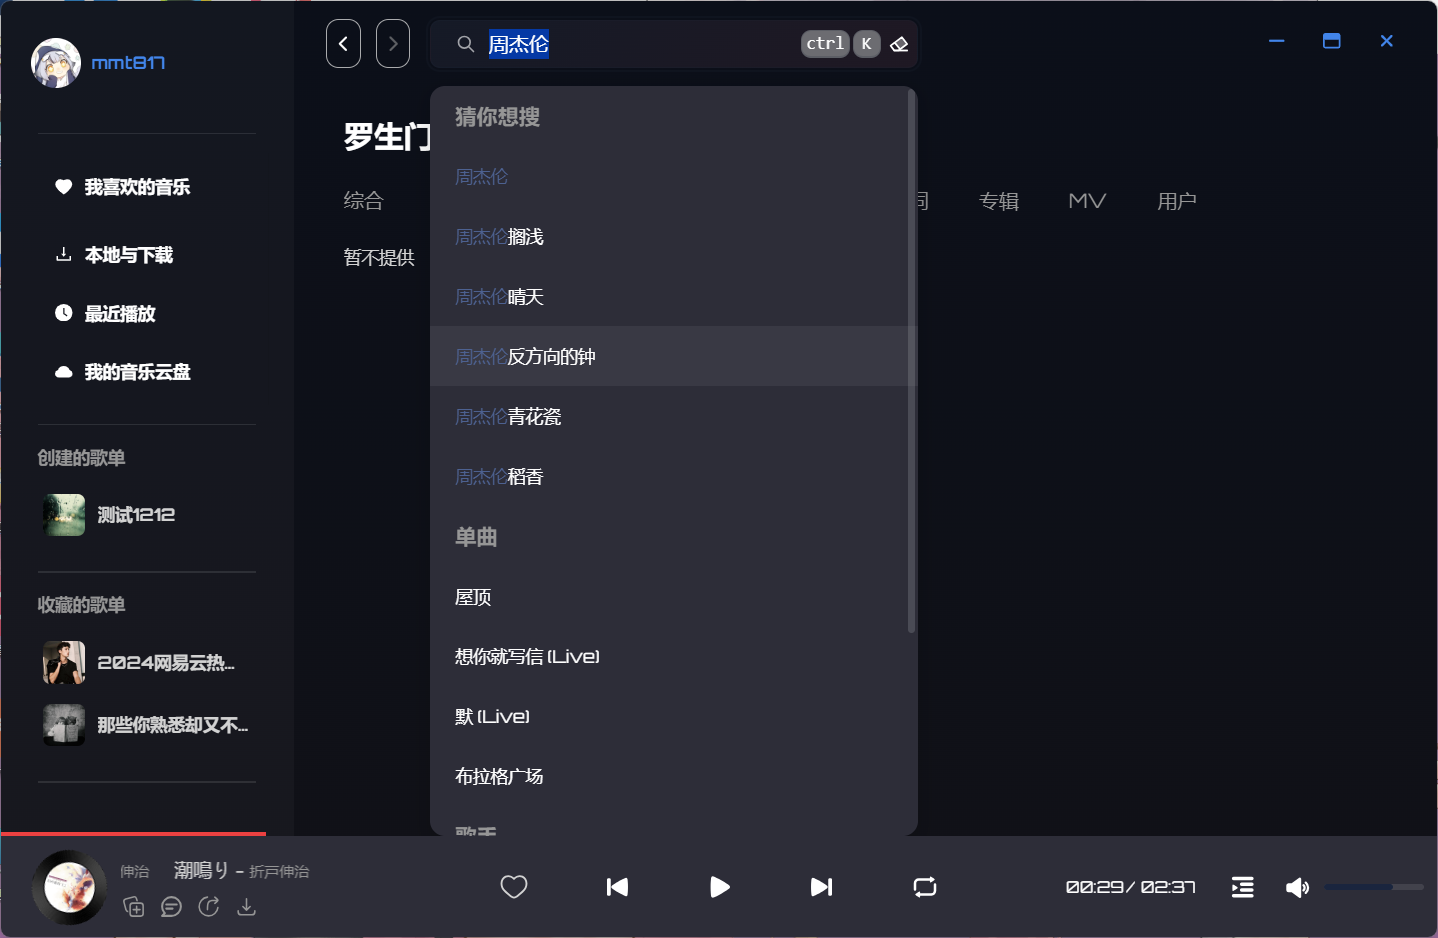 mmt817
我喜欢的音乐
本地与下载
最近播放
我的音乐云盘
创建的歌单
测试1212
收藏的歌单
2024网易云热...
那些你熟悉却又不...
周杰伦
ctrl K
罗生门
综合
专辑 MV 用户
暂不提供
猜你想搜
周杰伦
周杰伦搁浅
周杰伦晴天
周杰伦反方向的钟
周杰伦青花瓷
周杰伦稻香
单曲
屋顶
想你就写信 (Live)
默 (Live)
布拉格广场
歌手
伸治 潮鳴り - 折戸伸治
00:29 / 02:37